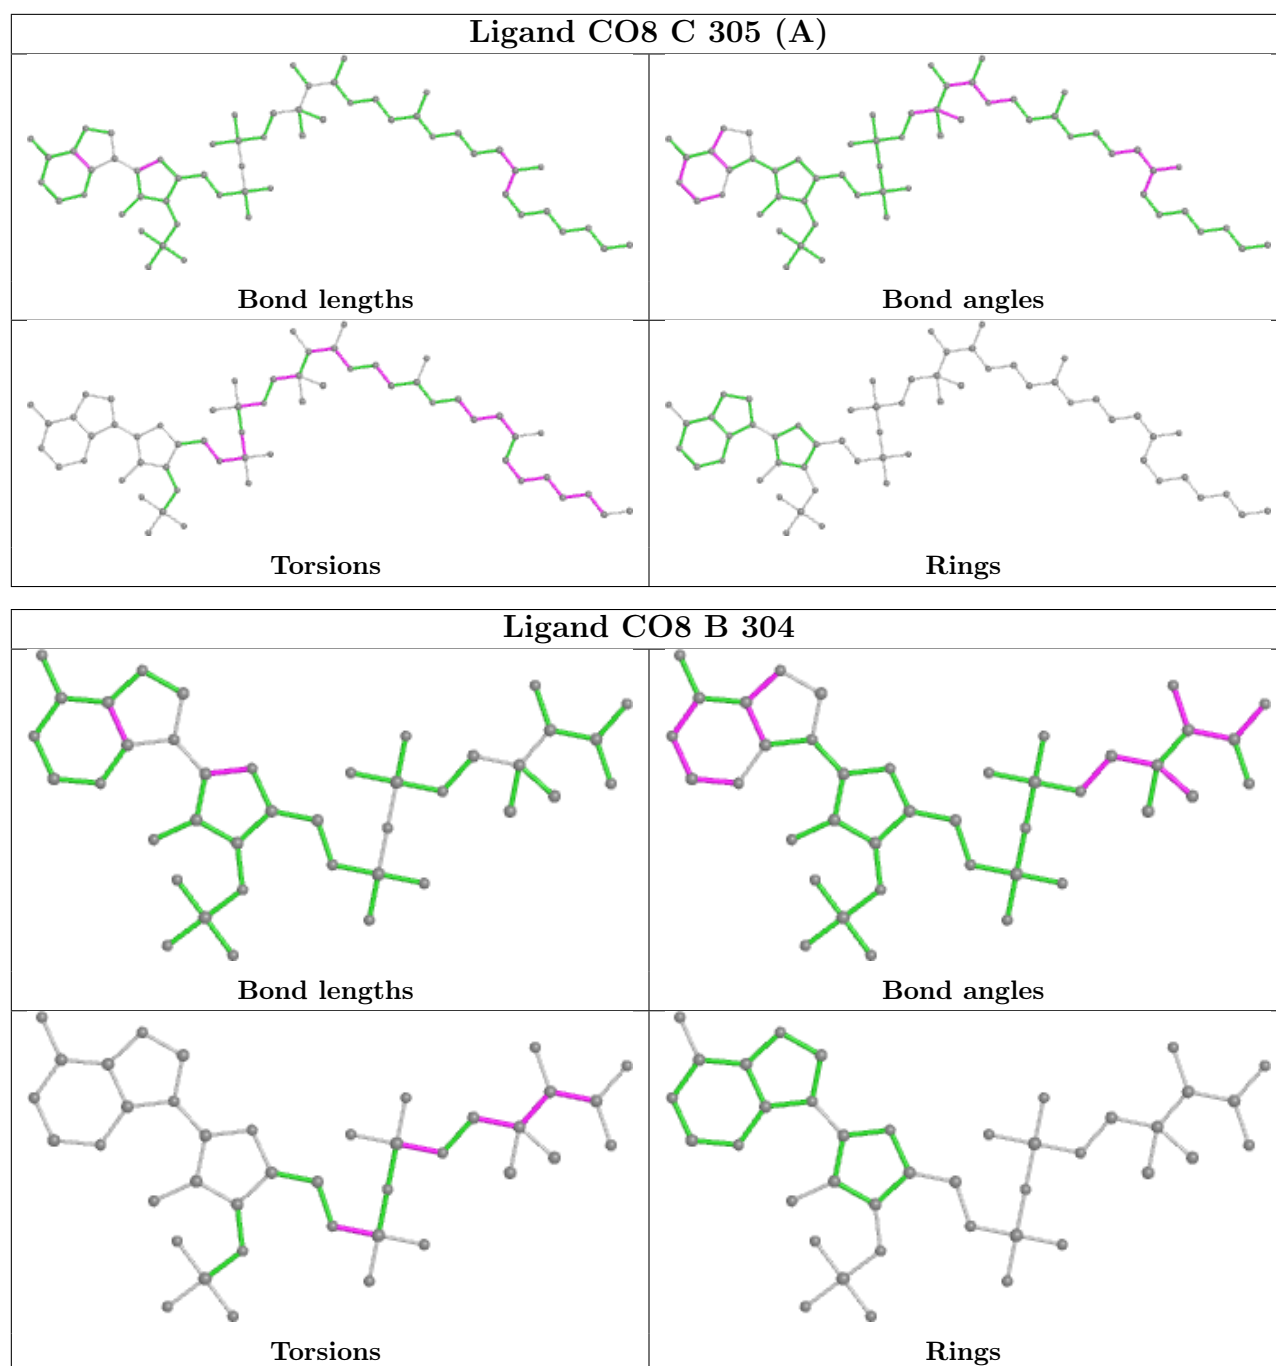 Ligand CO8 C 305 (A)
Bond lengths
Bond angles
Torsions
Rings
Ligand CO8 B 304
Bond lengths
Bond angles
Torsions
Rings